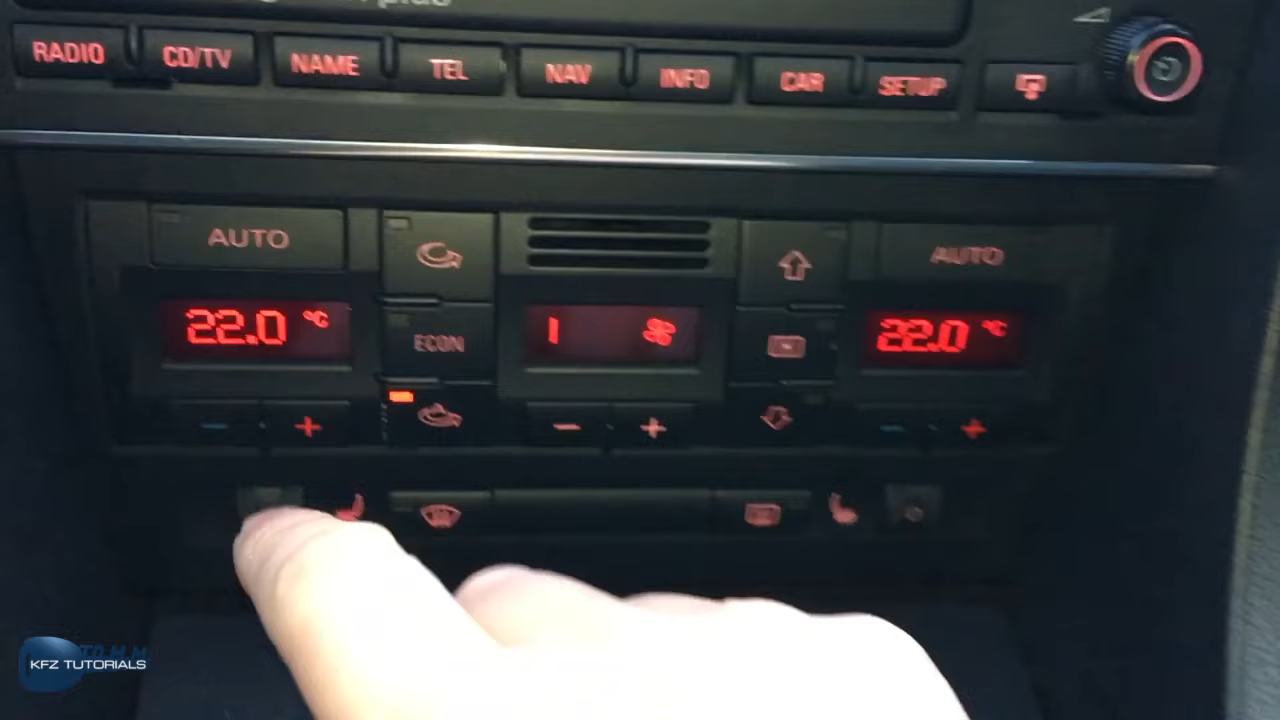 plus
RADIO CD/TV NAME TEL NAV INFO CAR SETUP
AUTO AUTO
22.0 °C 1 22.0 °C
ECON
- + - + - +
KFZ TUTORIALS